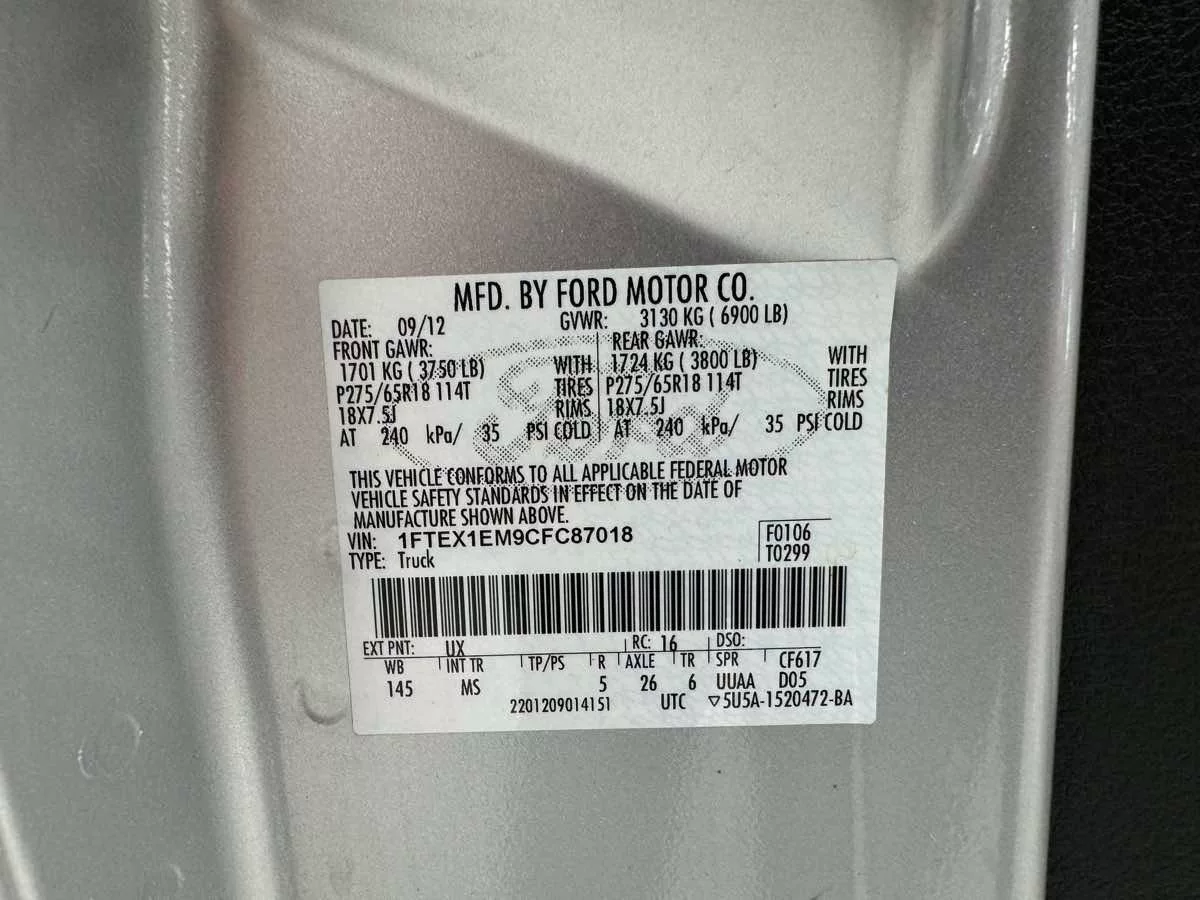 MFD. BY FORD MOTOR CO.
DATE: 09/12 GVWR: 3130 KG ( 6900 LB)
FRONT GAWR: REAR GAWR:
1701 KG ( 3750 LB) WITH 1724 KG ( 3800 LB) WITH
P275/65R18 114T TIRES P275/65R18 114T TIRES
18X7.5J RIMS 18X7.5J RIMS
AT 240 kPa/ 35 PSI COLD AT 240 kPa/ 35 PSI COLD
Ford
THIS VEHICLE CONFORMS TO ALL APPLICABLE FEDERAL MOTOR
VEHICLE SAFETY STANDARDS IN EFFECT ON THE DATE OF
MANUFACTURE SHOWN ABOVE.
VIN: 1FTEX1EM9CFC87018 F0106
TYPE: Truck T0299
EXT PNT: UX RC: 16 DSO:
WB INT TR TP/PS R AXLE TR SPR CF617
145 MS 5 26 6 UUAA D05
2201209014151 UTC ▽5U5A-1520472-BA